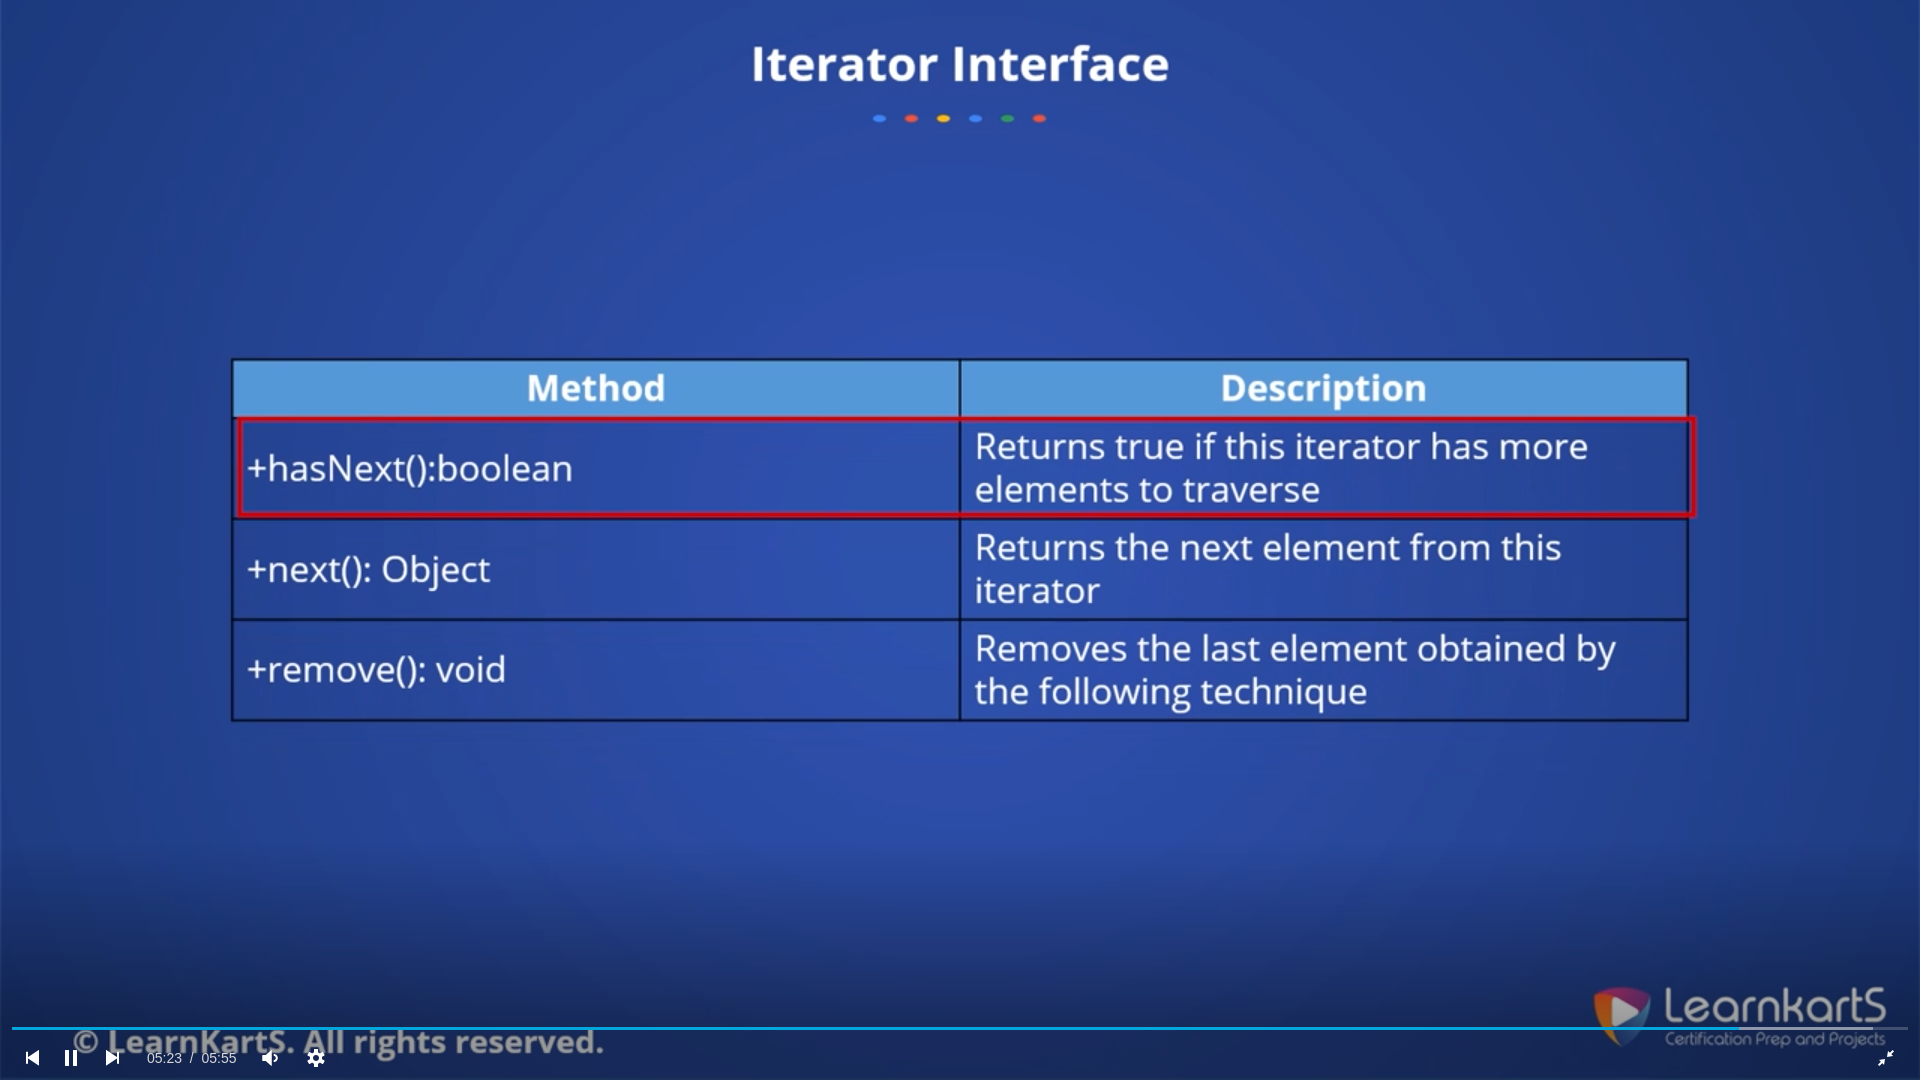 Iterator Interface
Method
Description
+hasNext():boolean
Returns true if this iterator has more
elements to traverse
+next(): Object
Returns the next element from this
iterator
+remove(): void
Removes the last element obtained by
the following technique
LearnkartS
Certification Prep and Projects
© LearnKartS. All rights reserved.
05:23 / 05:55